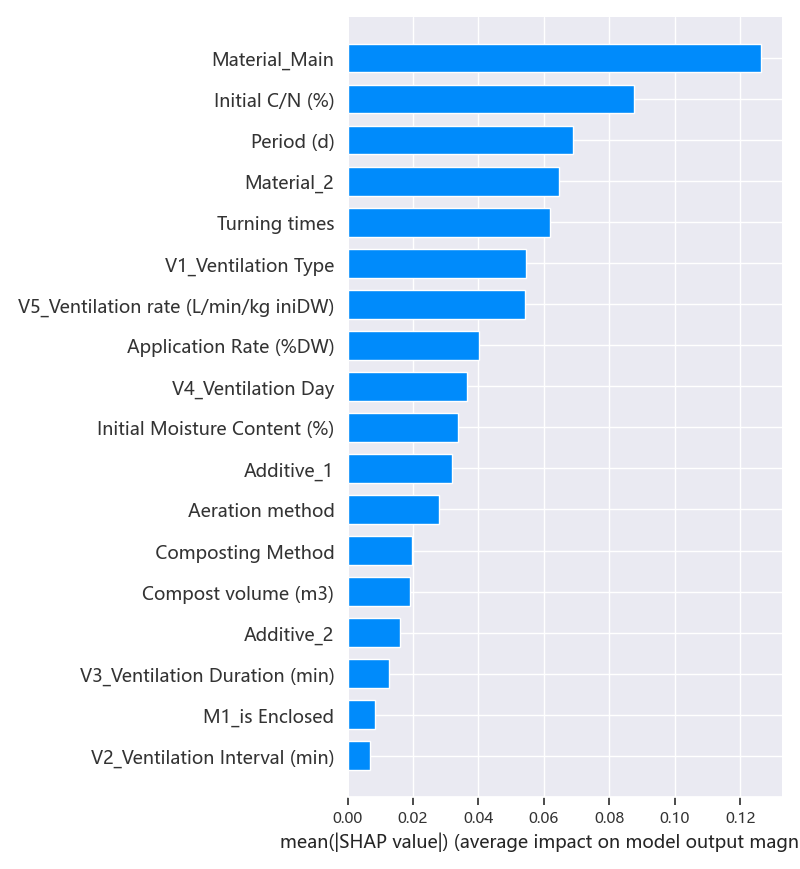 Material_Main
Initial C/N (%)
Period (d)
Material_2
Turning times
V1_Ventilation Type
V5_Ventilation rate (L/min/kg iniDW)
Application Rate (%DW)
V4_Ventilation Day
Initial Moisture Content (%)
Additive_1
Aeration method
Composting Method
Compost volume (m3)
Additive_2
V3_Ventilation Duration (min)
M1_is Enclosed
V2_Ventilation Interval (min)
0.00 0.02 0.04 0.06 0.08 0.10 0.12
mean(|SHAP value|) (average impact on model output magn